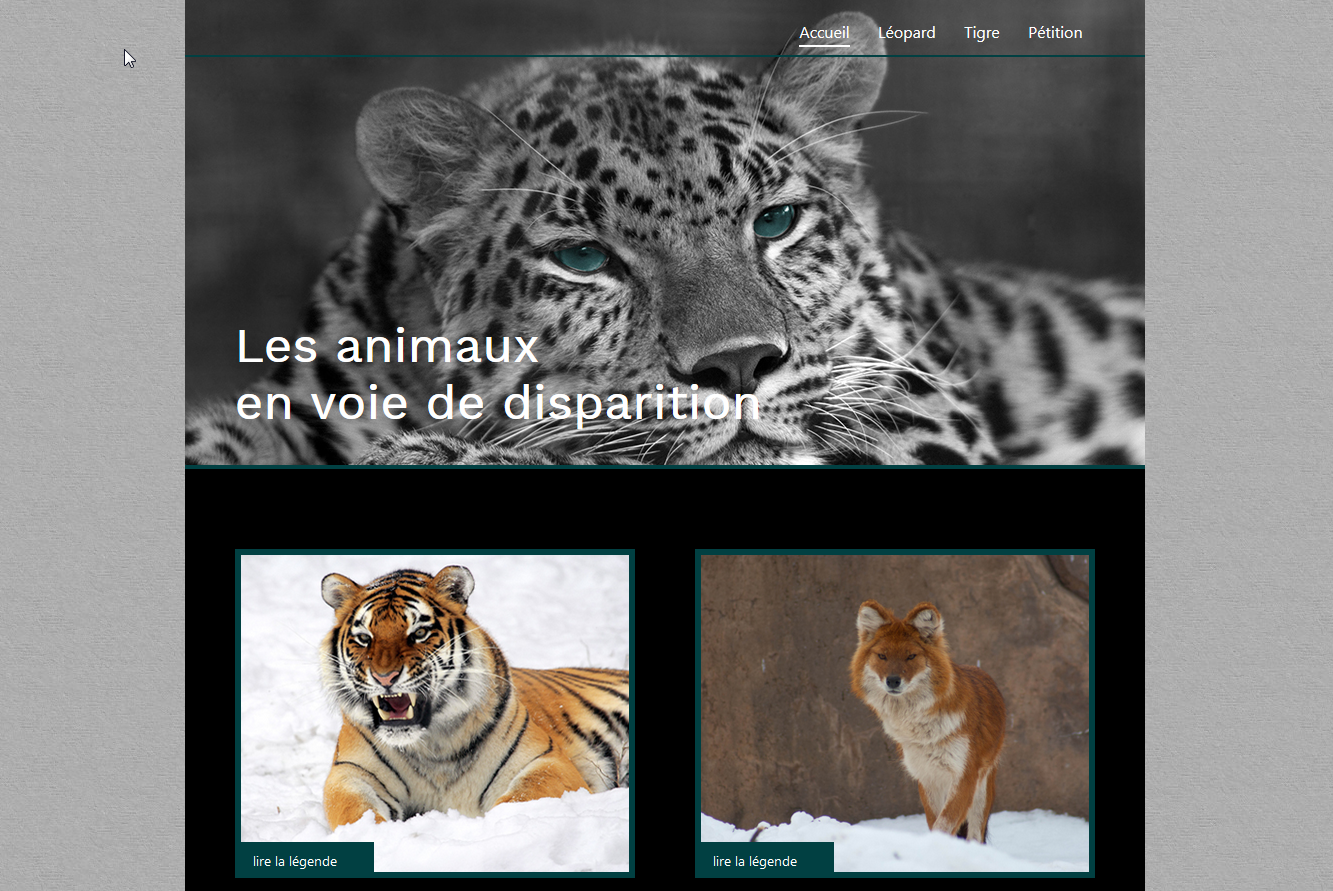 Accueil Léopard Tigre Pétition
Les animaux
en voie de disparition
lire la légende
lire la légende